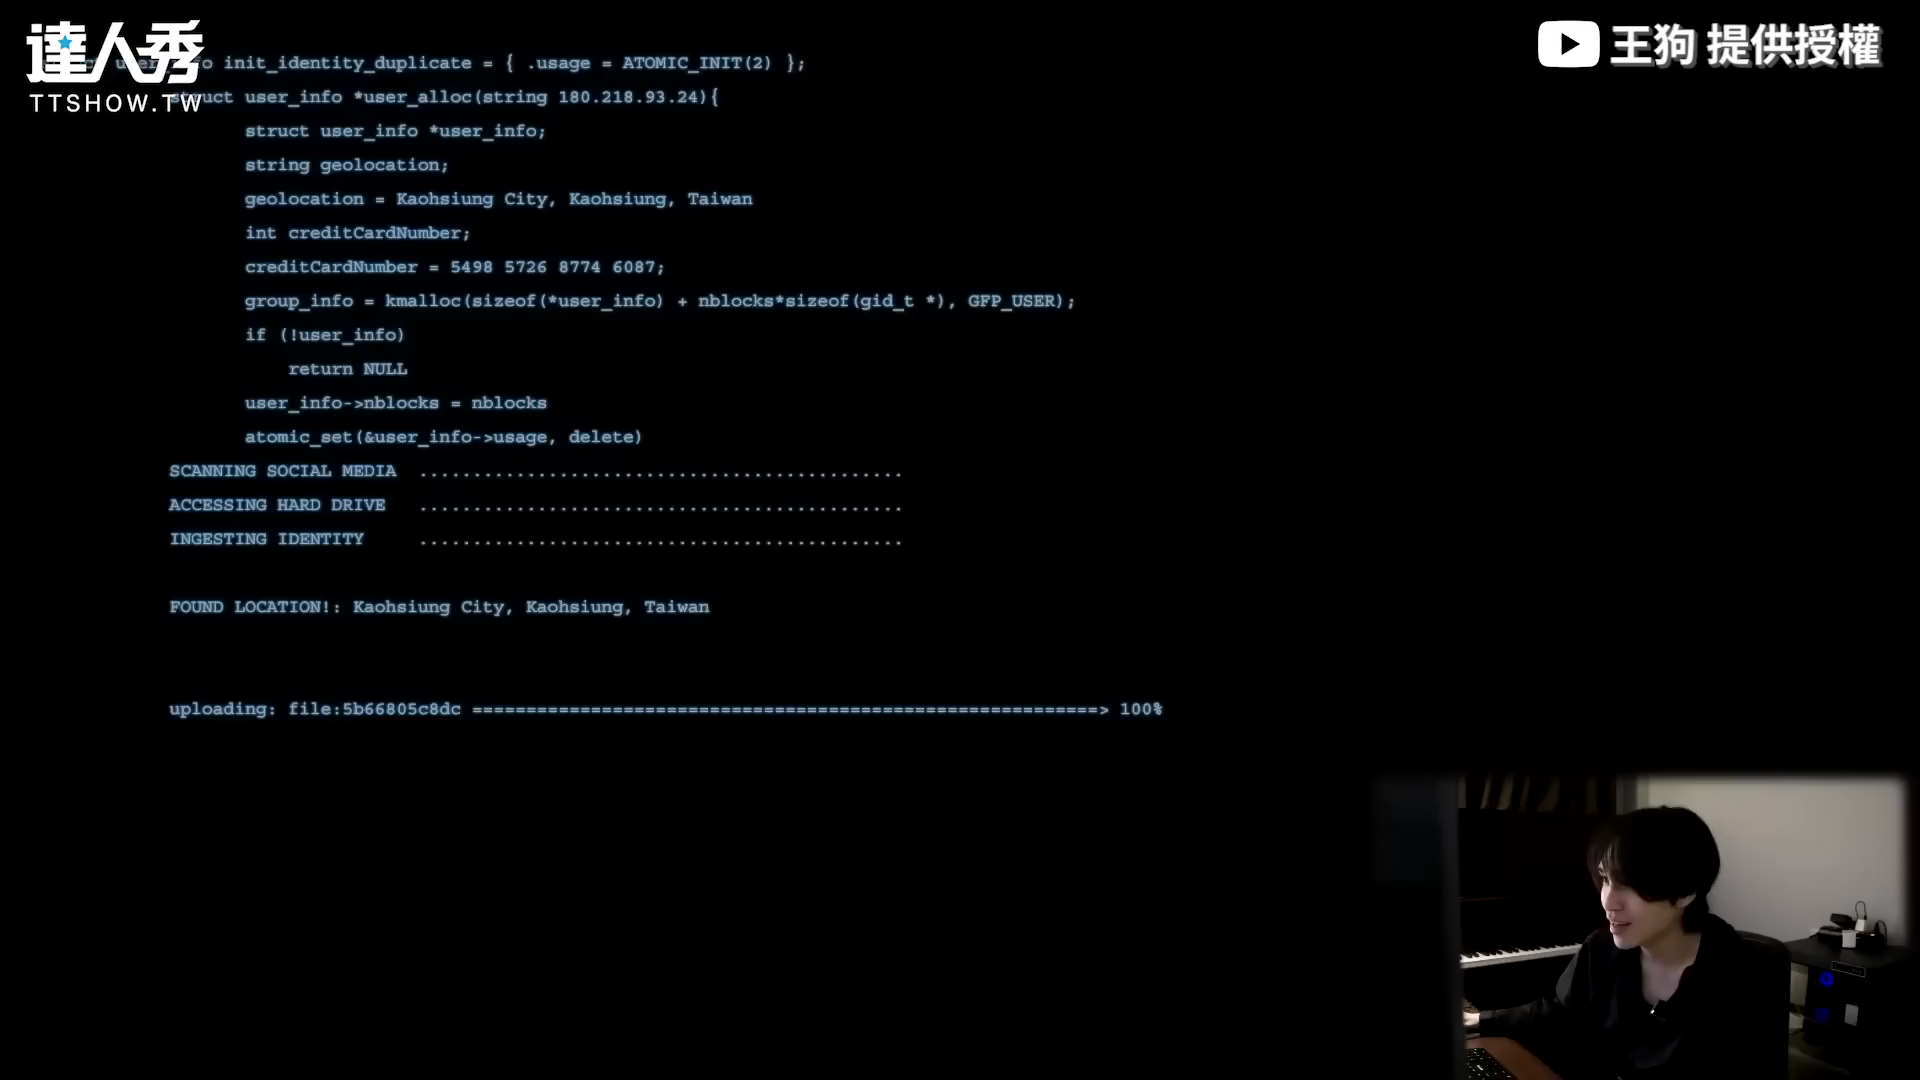 達人秀
TTSHOW.TW
王狗 提供授權
init_identity_duplicate = { .usage = ATOMIC_INIT(2) };
struct user_info *user_alloc(string 180.218.93.24){
struct user_info *user_info;
string geolocation;
geolocation = Kaohsiung City, Kaohsiung, Taiwan
int creditCardNumber;
creditCardNumber = 5498 5726 8774 6087;
group_info = kmalloc(sizeof(*user_info) + nblocks*sizeof(gid_t *), GFP_USER);
if (!user_info)
return NULL
user_info->nblocks = nblocks
atomic_set(&user_info->usage, delete)
SCANNING SOCIAL MEDIA .............................................
ACCESSING HARD DRIVE .............................................
INGESTING IDENTITY .............................................
FOUND LOCATION!: Kaohsiung City, Kaohsiung, Taiwan
uploading: file:5b66805c8dc ==========================================================> 100%